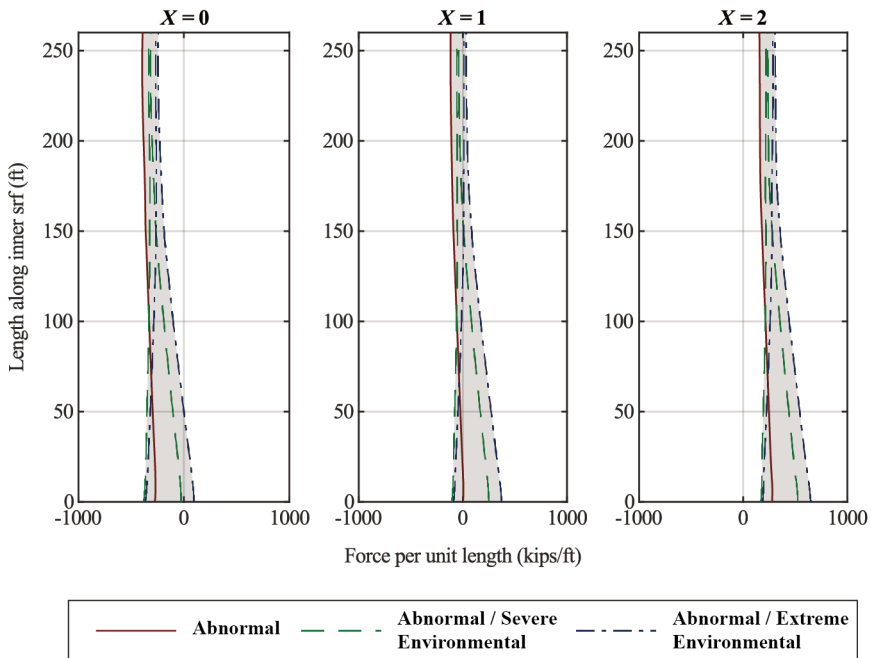 X = 0
X = 1
X = 2
250
200
150
100
50
0
-1000
0
1000
250
200
150
100
50
0
-1000
0
1000
250
200
150
100
50
0
-1000
0
1000
Length along inner srf (ft)
Force per unit length (kips/ft)
Abnormal
Abnormal / Severe
Environmental
Abnormal / Extreme
Environmental